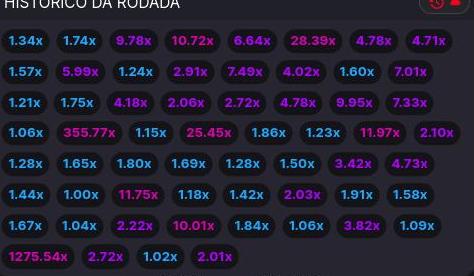 HISTÓRICO DA RODADA
1.34x 1.74x 9.78x 10.72x 6.64x 28.39x 4.78x 4.71x
1.57x 5.99x 1.24x 2.91x 7.49x 4.02x 1.60x 7.01x
1.21x 1.75x 4.18x 2.06x 2.72x 4.78x 9.95x 7.33x
1.06x 355.77x 1.15x 25.45x 1.86x 1.23x 11.97x 2.10x
1.28x 1.65x 1.80x 1.69x 1.28x 1.50x 3.42x 4.73x
1.44x 1.00x 11.75x 1.18x 1.42x 2.03x 1.91x 1.58x
1.67x 1.04x 2.22x 10.01x 1.84x 1.06x 3.82x 1.09x
1275.54x 2.72x 1.02x 2.01x